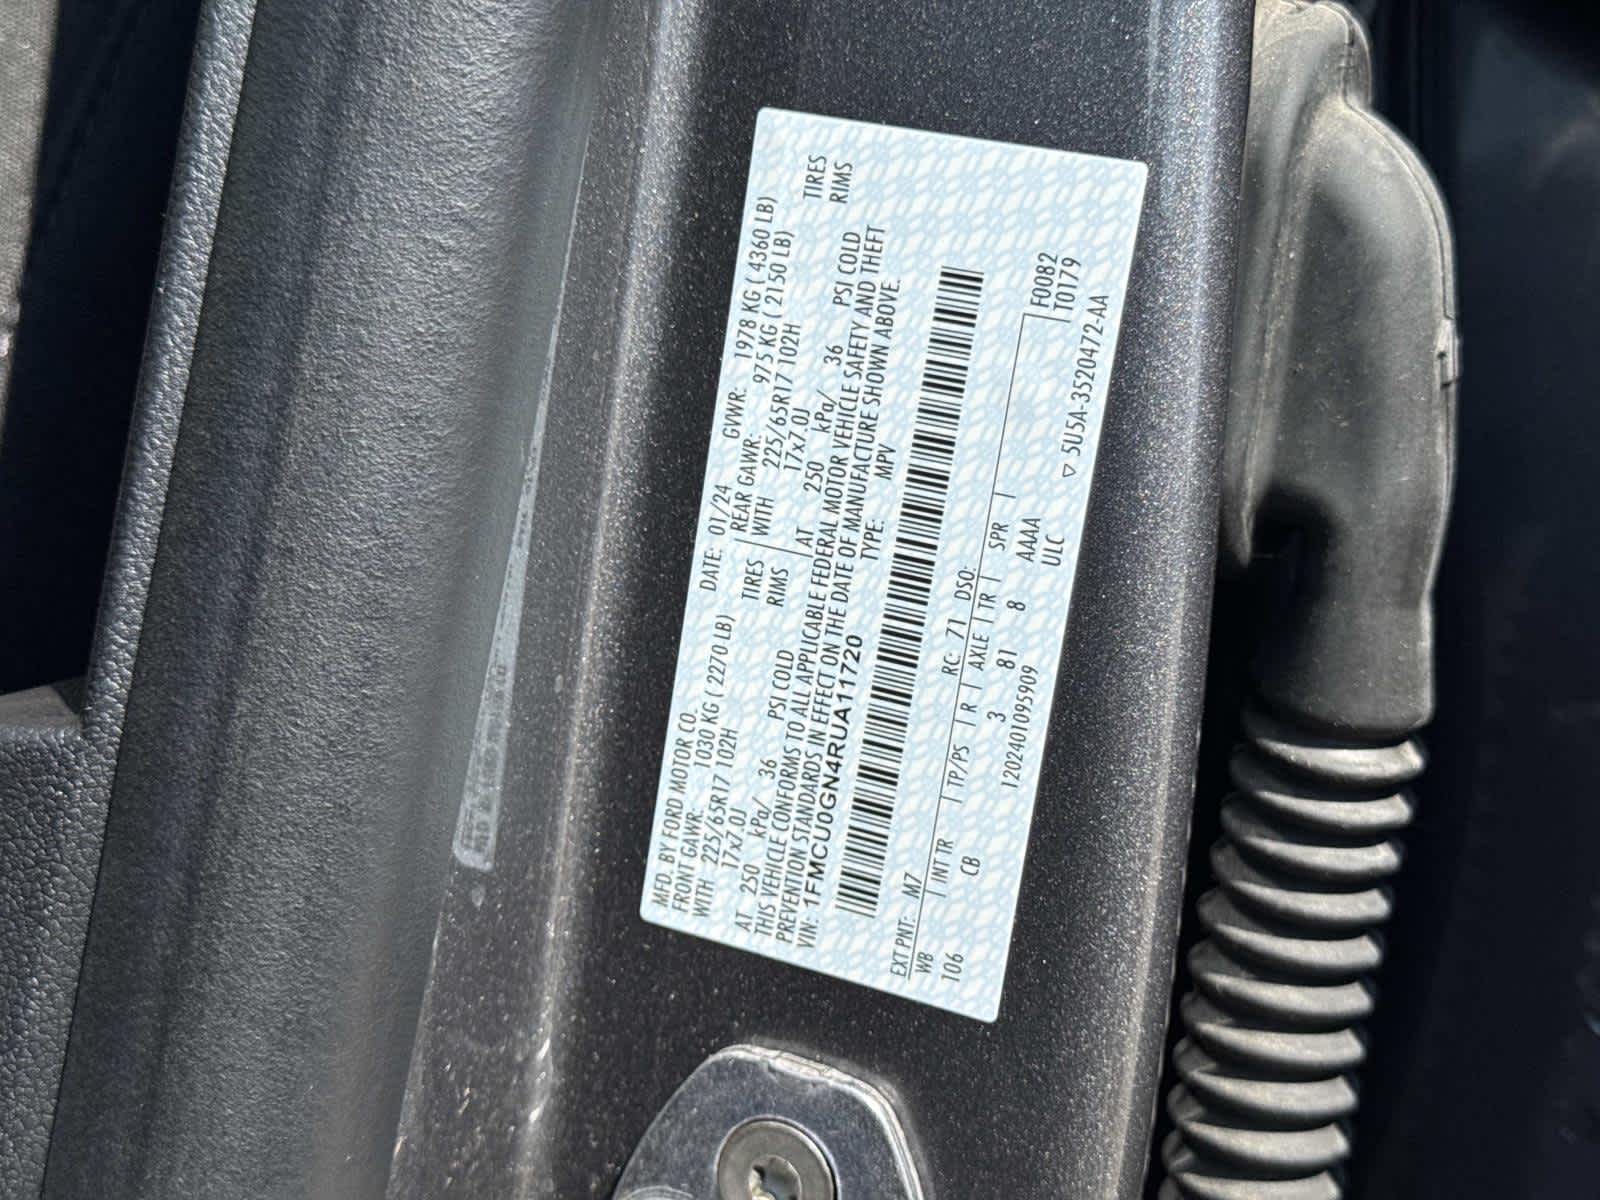 MFD. BY FORD MOTOR CO. DATE: 01/24 GVWR: 1978 KG ( 4360 LB)
FRONT GAWR: 1030 KG ( 2270 LB) REAR GAWR: 975 KG ( 2150 LB)
WITH 225/65R17 102H TIRES WITH 225/65R17 102H TIRES
17x7.0J RIMS 17x7.0J RIMS
AT 250 kPa/ 36 PSI COLD AT 250 kPa/ 36 PSI COLD
THIS VEHICLE CONFORMS TO ALL APPLICABLE FEDERAL MOTOR VEHICLE SAFETY AND THEFT
PREVENTION STANDARDS IN EFFECT ON THE DATE OF MANUFACTURE SHOWN ABOVE.
VIN: 1FMCU0GN4RUA11720 TYPE: MPV
EXT PNT: M7 RC: 71 DSO: F0082
WB INT TR TP/PS R AXLE TR SPR T0179
106 CB 3 81 8 AAAA
120240109590​9 ULC
▽ 5U5A-3520472-AA